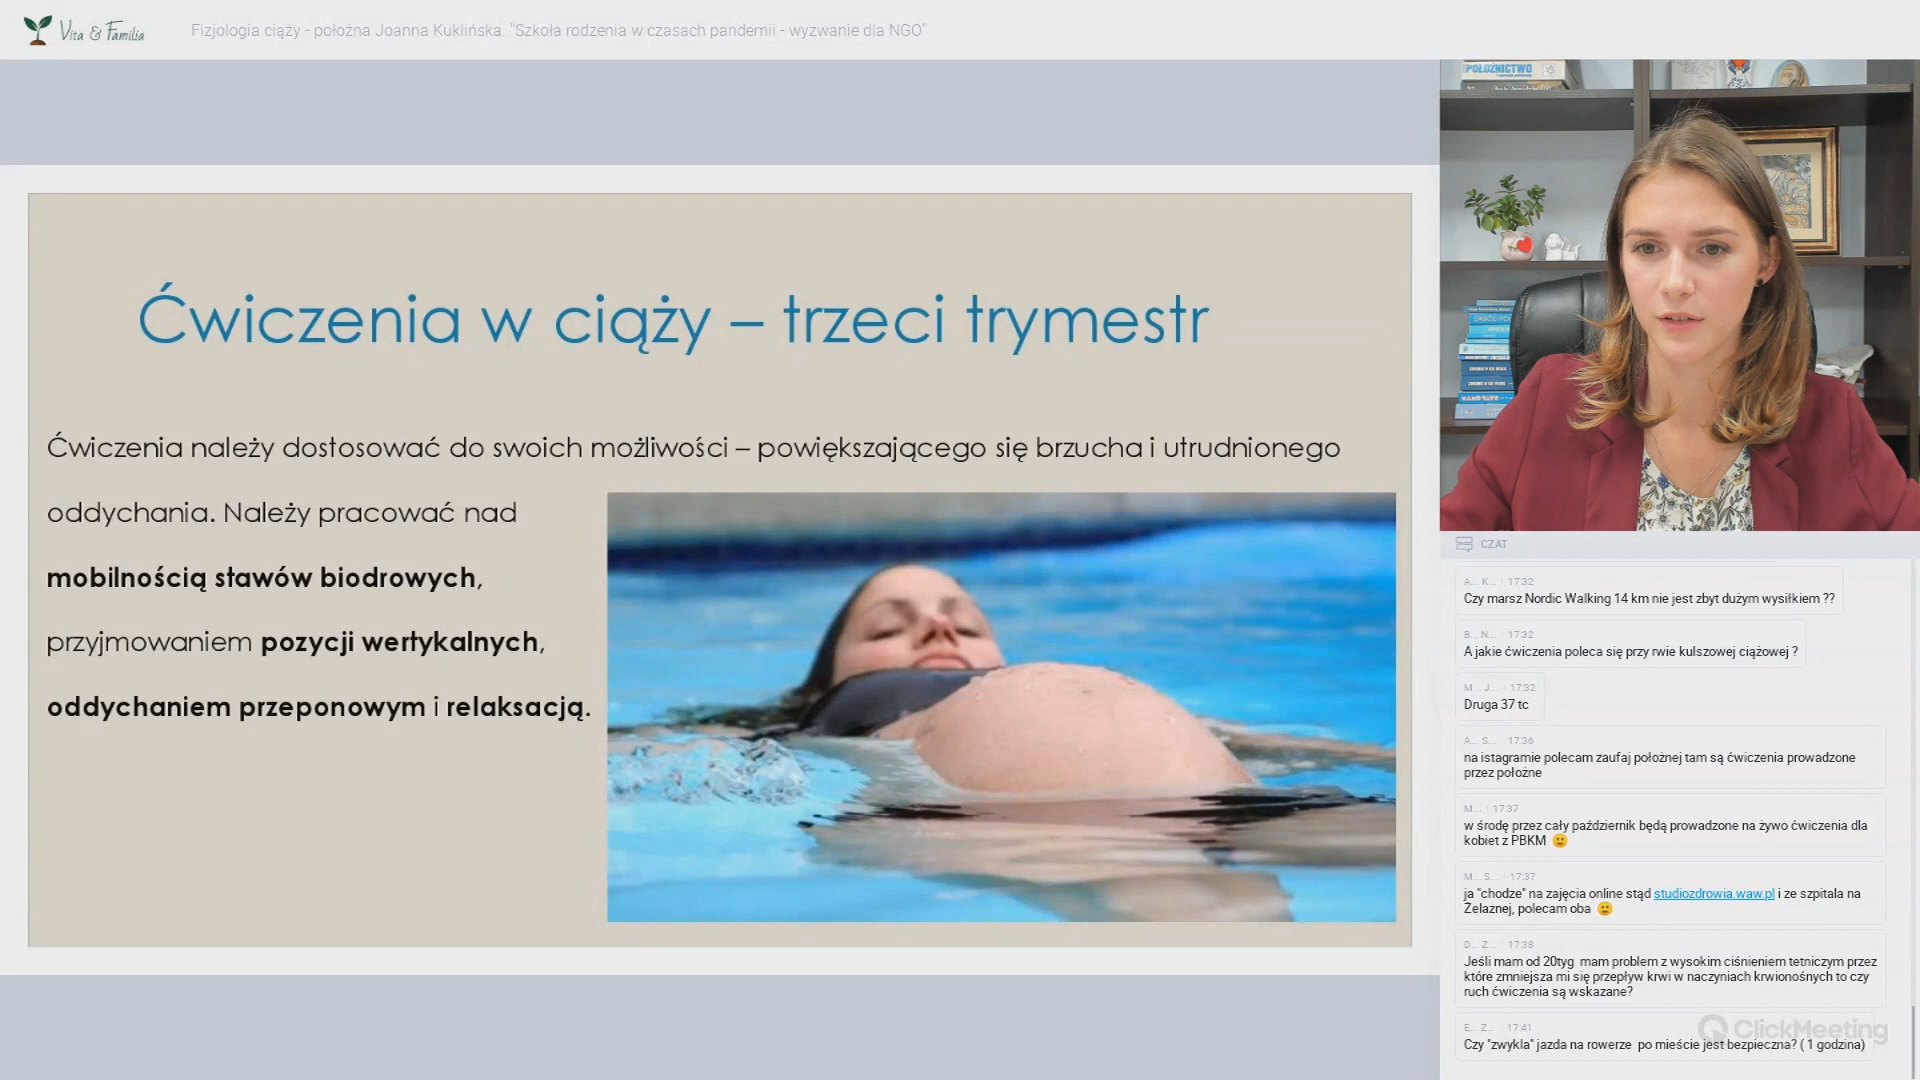 Vita & Familia
Fizjologia ciąży - położna Joanna Kuklińska. "Szkoła rodzenia w czasach pandemii - wyzwanie dla NGO"
Ćwiczenia w ciąży – trzeci trymestr
Ćwiczenia należy dostosować do swoich możliwości – powiększającego się brzucha i utrudnionego
oddychania. Należy pracować nad
mobilnością stawów biodrowych,
przyjmowaniem pozycji wertykalnych,
oddychaniem przeponowym i relaksacją.
POŁOŻNICTWO
CZAT
A... K... 17:32
Czy marsz Nordic Walking 14 km nie jest zbyt dużym wysiłkiem ??
B... N... 17:32
A jakie ćwiczenia poleca się przy rwie kulszowej ciążowej ?
M... J... 17:32
Druga 37 tc
A... S... 17:36
na istagramie polecam zaufaj położnej tam są ćwiczenia prowadzone
przez położne
M... 17:37
w środę przez cały październik będą prowadzone na żywo ćwiczenia dla
kobiet z PBKM
M... S... 17:37
ja "chodze" na zajęcia online stąd studiozdrowia.waw.pl i ze szpitala na
Żelaznej, polecam oba
D... Z... 17:38
Jeśli mam od 20tyg mam problem z wysokim ciśnieniem tetniczym przez
które zmniejsza mi się przepływ krwi w naczyniach krwionośnych to czy
ruch ćwiczenia są wskazane?
E... Z... 17:41
Czy "zwykla" jazda na rowerze po mieście jest bezpieczna? ( 1 godzina)
ClickMeeting